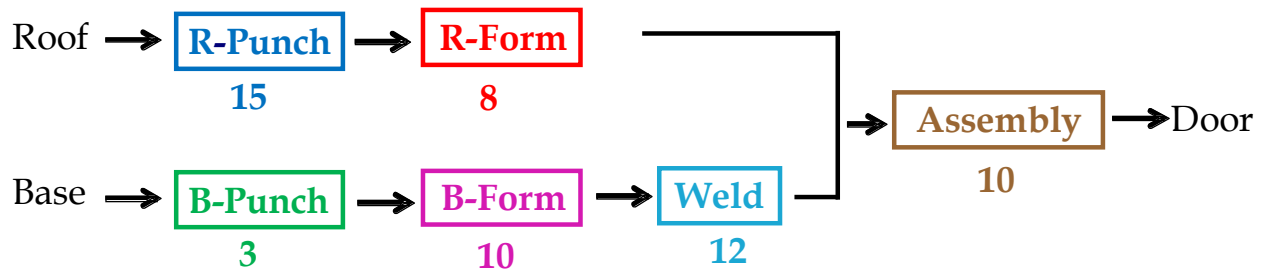 Roof R-Punch R-Form
15 8
Assembly Door
10
Base B-Punch B-Form Weld
3 10 12